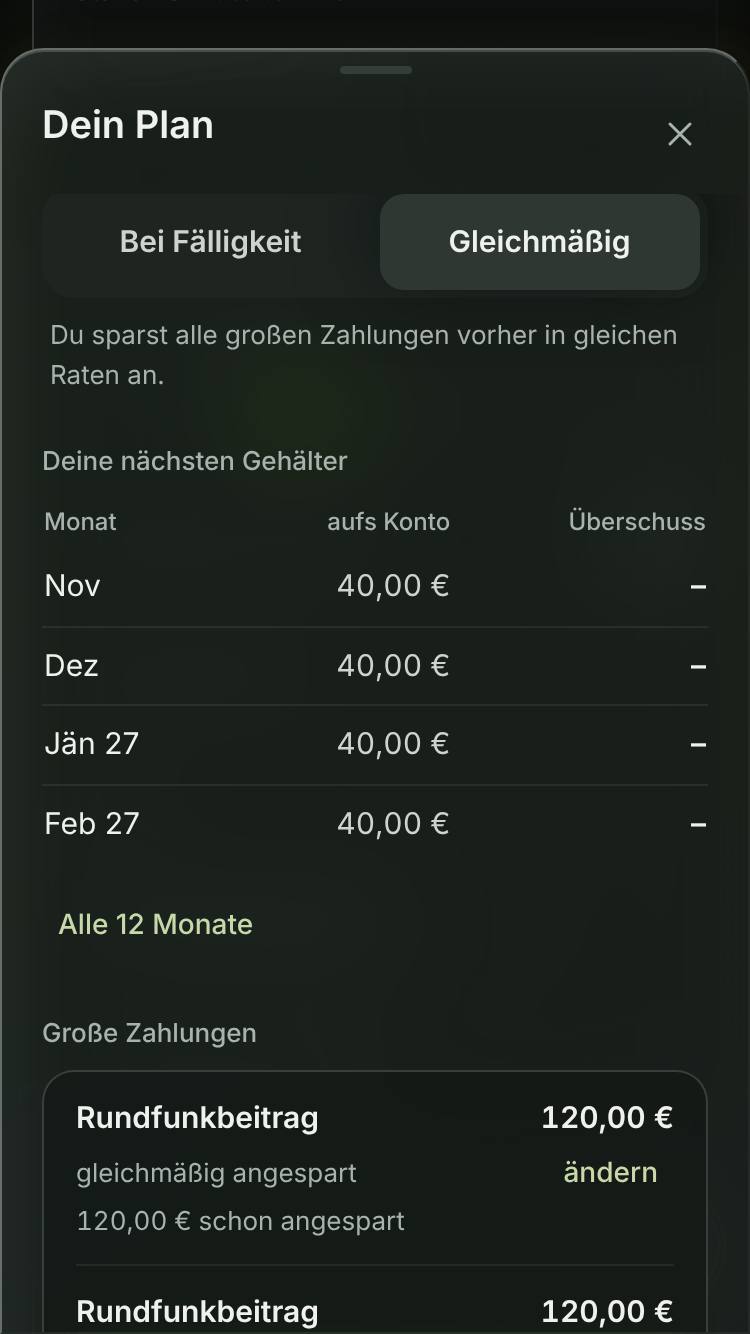 Dein Plan
Bei Fälligkeit
Gleichmäßig
Du sparst alle großen Zahlungen vorher in gleichen
Raten an.
Deine nächsten Gehälter
Monat aufs Konto Überschuss
Nov 40,00 € –
Dez 40,00 € –
Jän 27 40,00 € –
Feb 27 40,00 € –
Alle 12 Monate
Große Zahlungen
Rundfunkbeitrag 120,00 €
gleichmäßig angespart ändern
120,00 € schon angespart
Rundfunkbeitrag 120,00 €